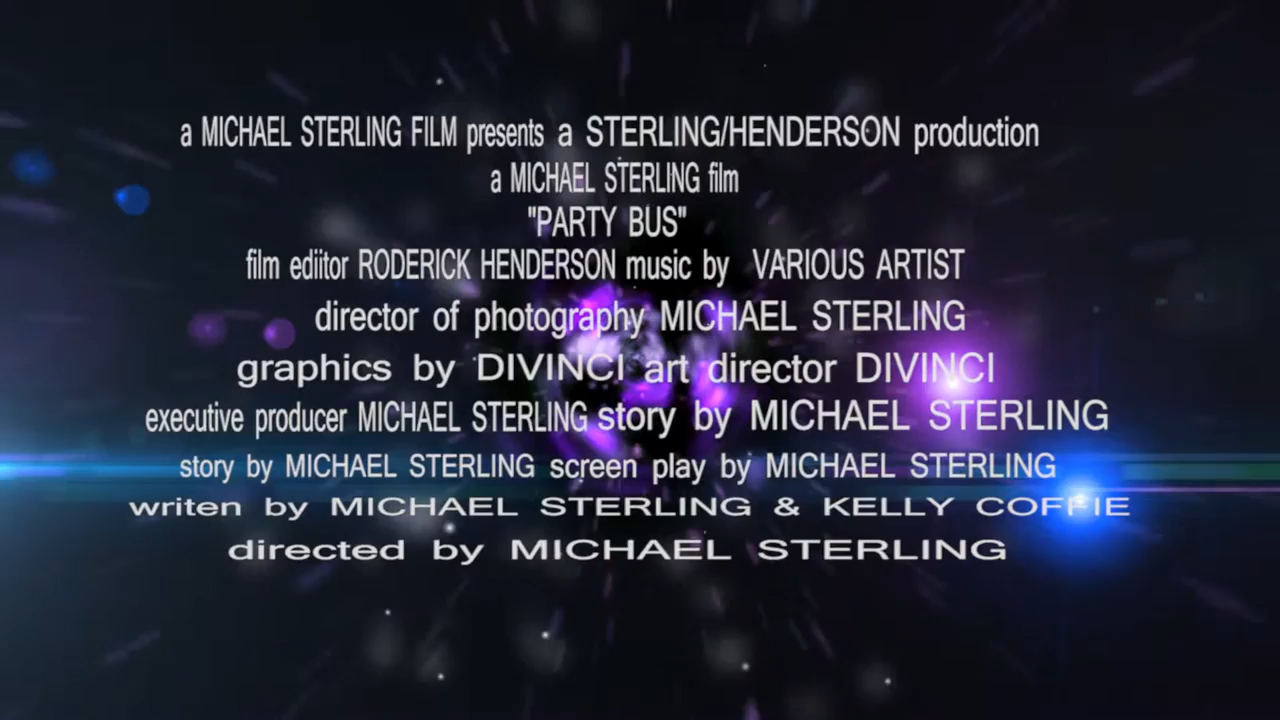 a MICHAEL STERLING FILM presents a STERLING/HENDERSON production
a MICHAEL STERLING film
"PARTY BUS"
film ediitor RODERICK HENDERSON music by VARIOUS ARTIST
director of photography MICHAEL STERLING
graphics by DIVINCI art director DIVINCI
executive producer MICHAEL STERLING story by MICHAEL STERLING
story by MICHAEL STERLING screen play by MICHAEL STERLING
writen by MICHAEL STERLING & KELLY COFFIE
directed by MICHAEL STERLING